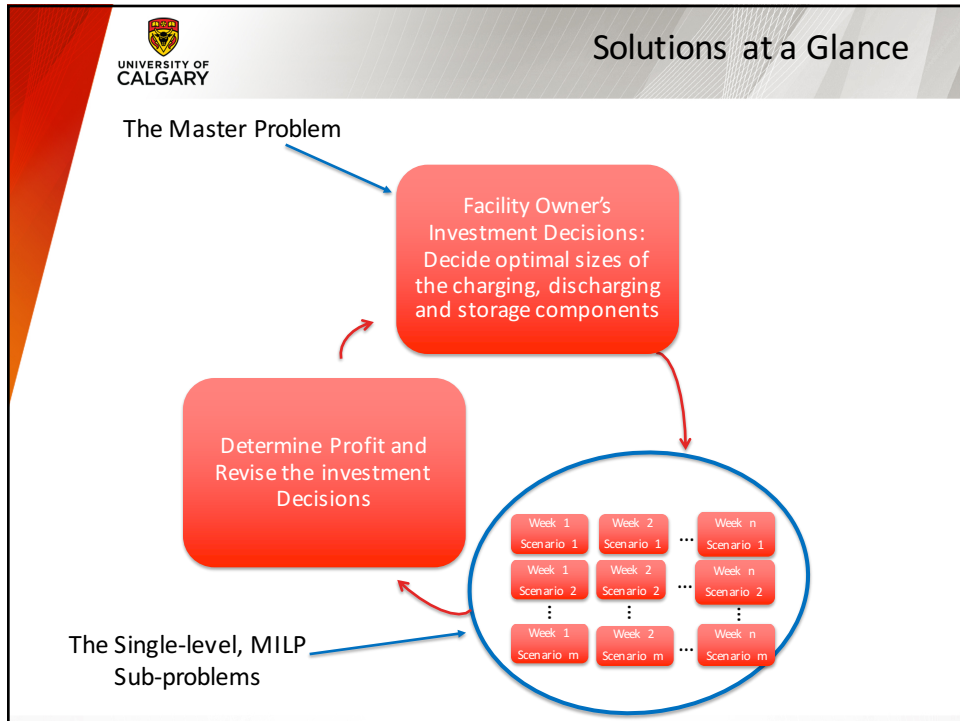 UNIVERSITY OF
CALGARY
Solutions at a Glance
The Master Problem
Facility Owner's
Investment Decisions:
Decide optimal sizes of
the charging, discharging
and storage components
Determine Profit and
Revise the investment
Decisions
Week 1
Scenario 1
Week 2
Scenario 1
...
Week n
Scenario 1
Week 1
Scenario 2
Week 2
Scenario 2
...
Week n
Scenario 2
Week 1
Scenario m
Week 2
Scenario m
...
Week n
Scenario m
The Single-level, MILP
Sub-problems